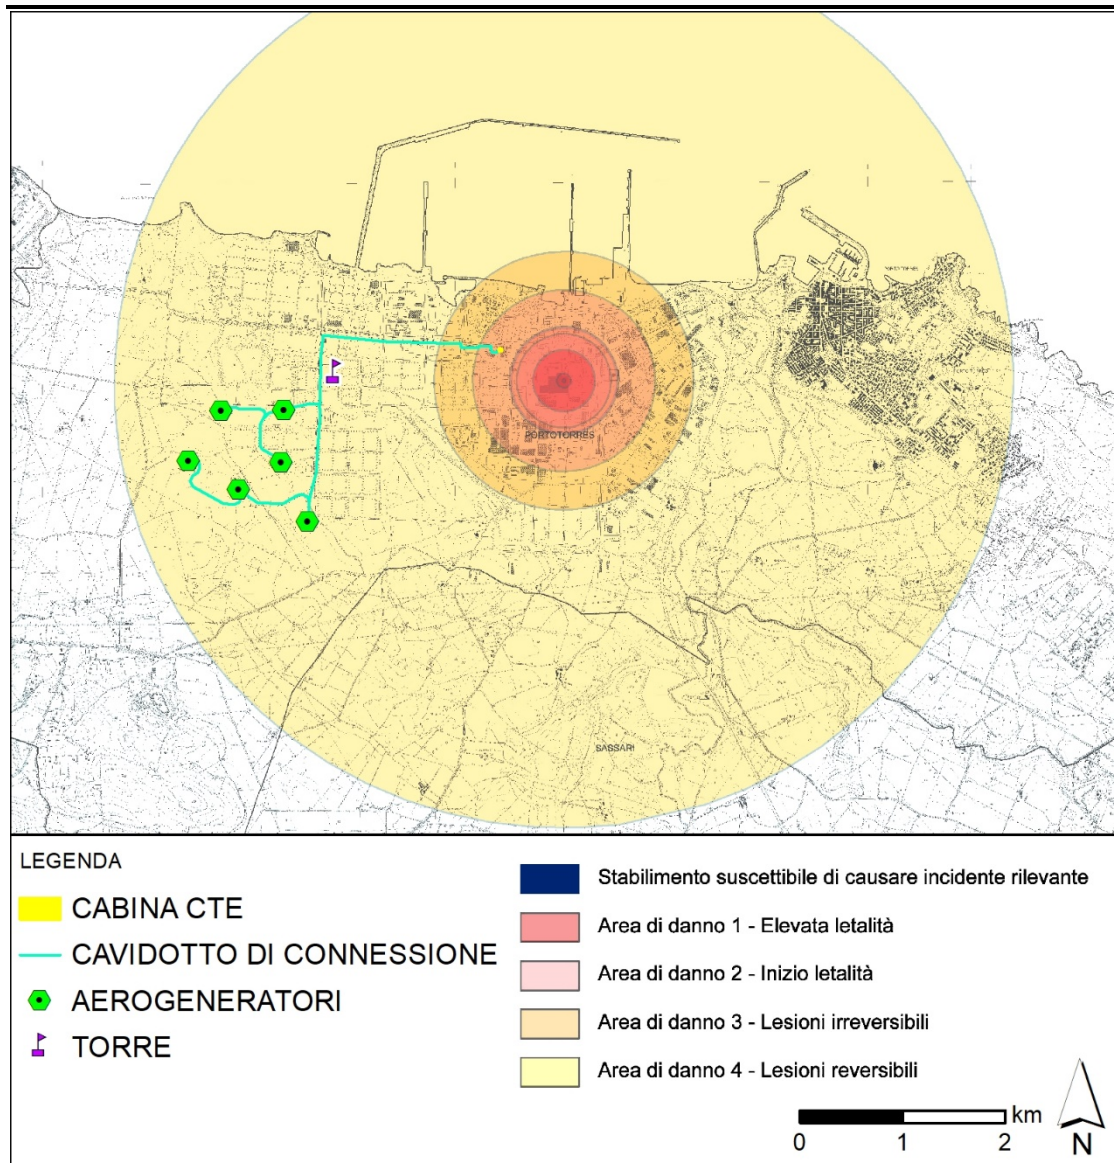 PORTOTORRES
SASSARI
LEGENDA
CABINA CTE
CAVIDOTTO DI CONNESSIONE
AEROGENERATORI
TORRE
Stabilimento suscettibile di causare incidente rilevante
Area di danno 1 - Elevata letalità
Area di danno 2 - Inizio letalità
Area di danno 3 - Lesioni irreversibili
Area di danno 4 - Lesioni reversibili
km
0 1 2
N